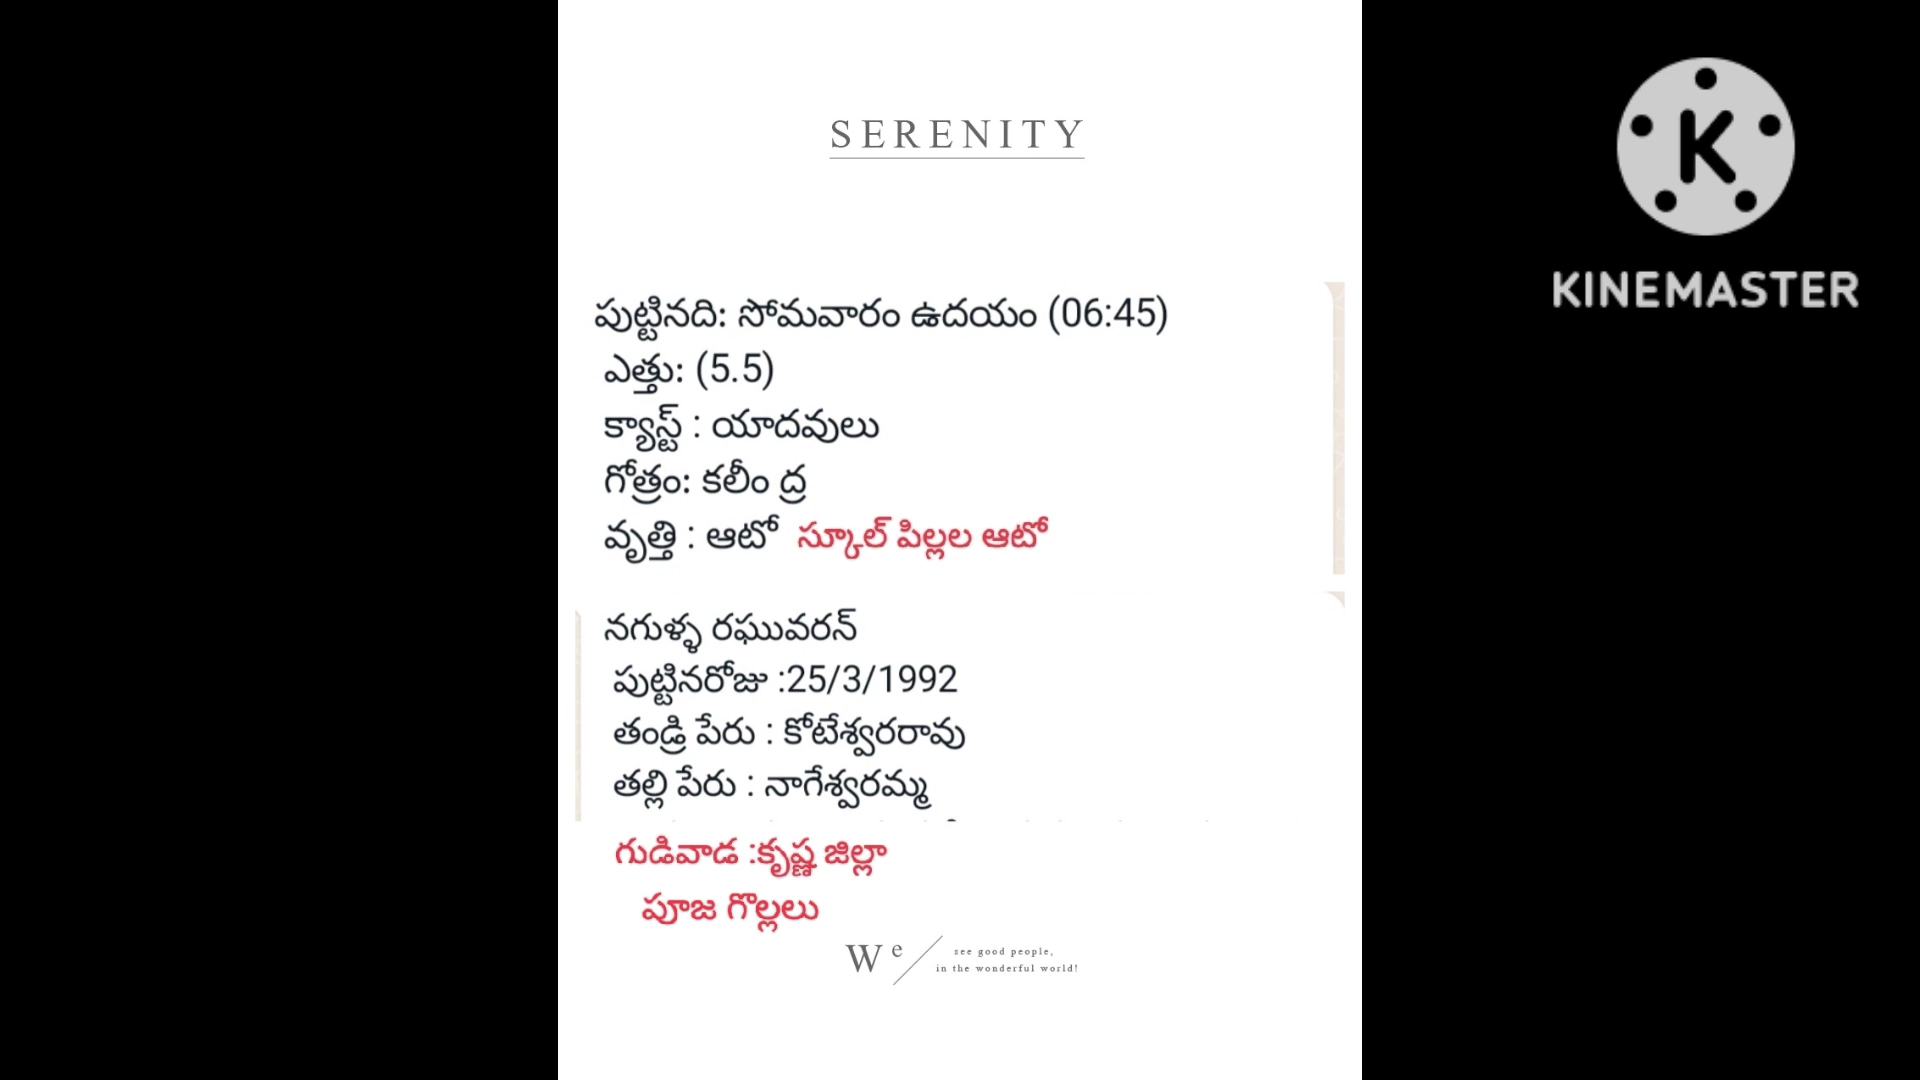 SERENITY
KINEMASTER
పుట్టినది: సోమవారం ఉదయం (06:45)
ఎత్తు: (5.5)
క్యాస్ట్ : యాదవులు
గోత్రం: కలీం ద్ర
వృత్తి : ఆటో స్కూల్ పిల్లల ఆటో
నగుళ్ళ రఘువరన్
పుట్టినరోజు :25/3/1992
తండ్రి పేరు : కోటేశ్వరరావు
తల్లి పేరు : నాగేశ్వరమ్మ
గుడివాడ :కృష్ణ జిల్లా
పూజ గొల్లలు
We see good people,
in the wonderful world!